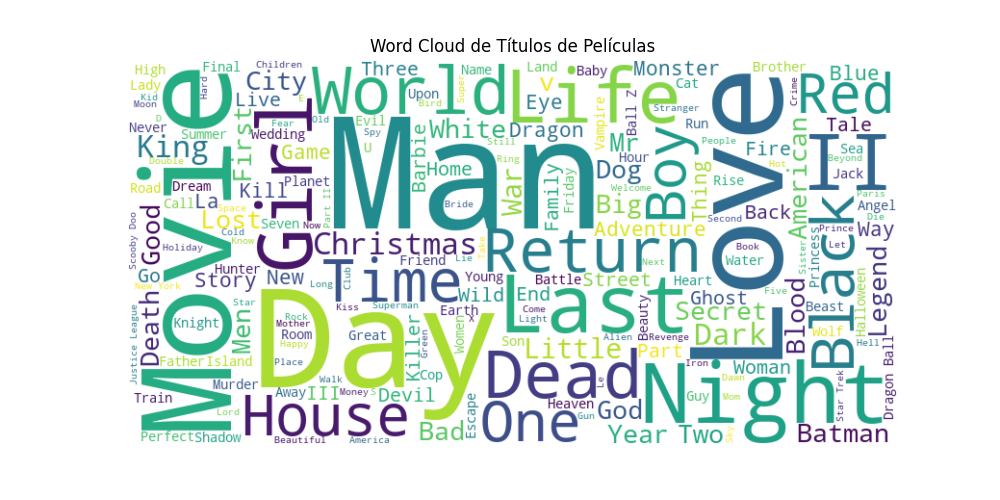 Word Cloud de Títulos de Películas
High
Final
Children
Lady
Hard
City
Kid
Moon
Movie
Live
E
World
Three
Name
Land
Baby
Monster
Brother
Blue
Upon
Super
Life
V
Cat
Crime
Red
Bird
Eye
Ball Z
Stranger
D
Never
Summer
Fear
Old
Spy
Evil
White
Dragon
Vampire
Mr
Run
People
Love
Fire
Tale
II
King
First
Wedding
Girl
Man
U
Barbie
Still
Hour
Boy
Double
Game
Home
Ring
Dog
Thing
Hot
American
Sea
Beyond
Road
Dream
Kill
Planet
War
Family
Friday
Welcome
Rise
Jack
Paris
Call
La
Space
Part II
Bride
Big
Second
Back
Angel
Die
Good
Lost
Seven
Now
Adventure
Prince
Way
Scooby Doo
Cold
Know
Christmas
Take
Return
Book
Let
Holiday
Friend
Lie
Next
Sister
Princess
Black
Go
Hunter
Time
Club
Young
Battle
Street
Heart
Water
Five
Halloween
Legend
New York
Story
New
Long
Wild
End
Last
Ghost
Blood
Beast
Death
Men
Star
Day
Kiss
Superman
Earth
X
Come
Beauty
Secret
Wolf
Justice League
Knight
Rock
Mother
Room
Great
Green
Women
Light
Revenge
Dark
Hell
Happy
Killer
Son
Little
Alien
Part
Father
Island
Place
Dead
Le
Iron
Woman
Dawn
Star Trek
Dragon Ball
Train
Murder
Walk
Cop
Guy
Mom
Night
Away
III
Money
S
Devil
Heaven
Lord
House
Escape
One
Gun
God
Perfect
Shadow
Beautiful
America
Bad
Year
Two
Sky
Batman